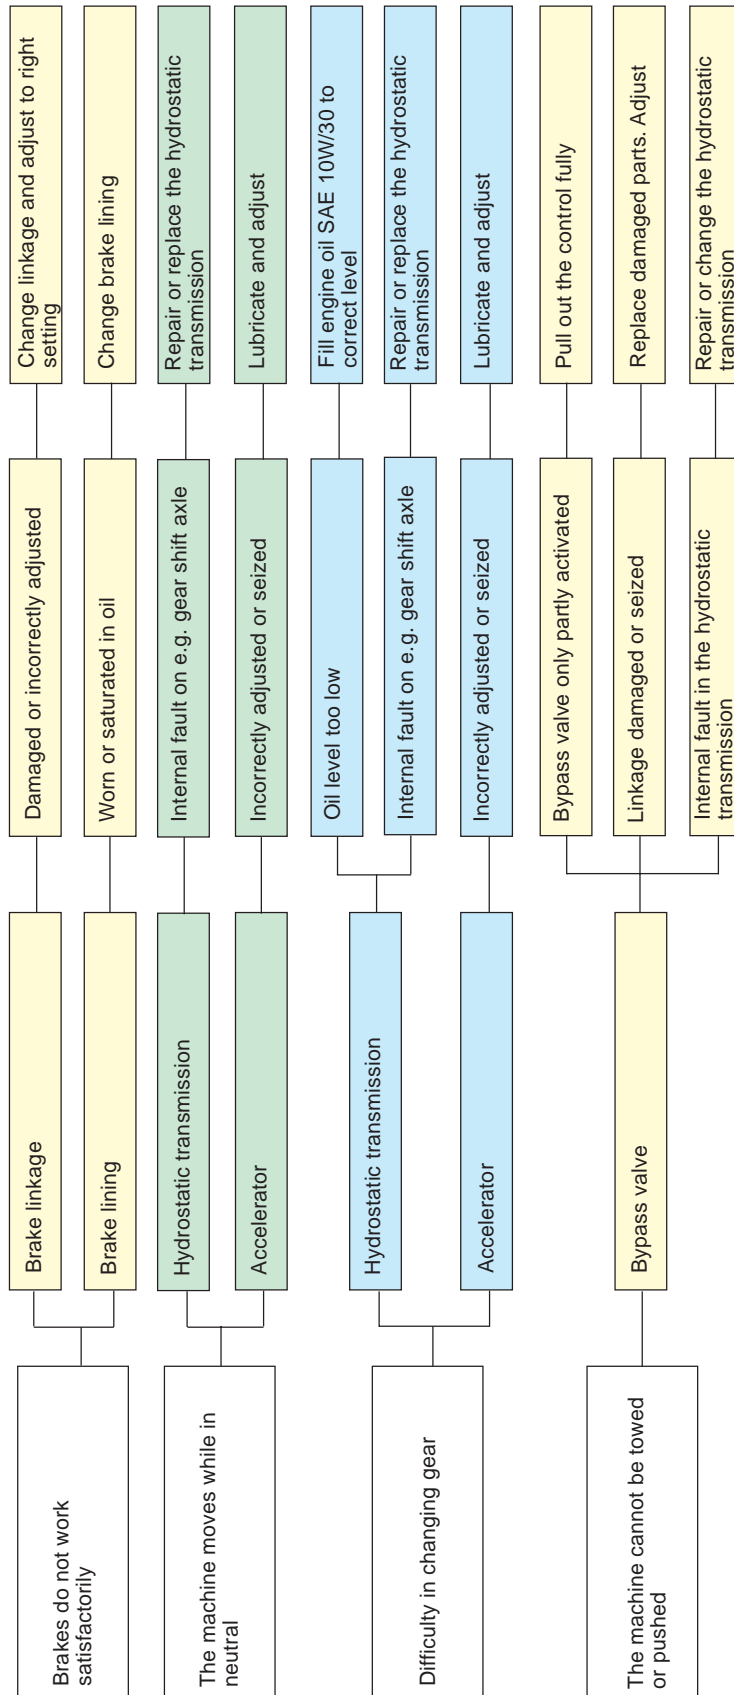 Brakes do not work
satisfactorily
Brake linkage
Damaged or incorrectly adjusted
Change linkage and adjust to right
setting
Brake lining
Worn or saturated in oil
Change brake lining
The machine moves while in
neutral
Hydrostatic transmission
Internal fault on e.g. gear shift axle
Repair or replace the hydrostatic
transmission
Accelerator
Incorrectly adjusted or seized
Lubricate and adjust
Difficulty in changing gear
Hydrostatic transmission
Oil level too low
Fill engine oil SAE 10W/30 to
correct level
Internal fault on e.g. gear shift axle
Repair or replace the hydrostatic
transmission
Accelerator
Incorrectly adjusted or seized
Lubricate and adjust
The machine cannot be towed
or pushed
Bypass valve
Bypass valve only partly activated
Pull out the control fully
Linkage damaged or seized
Replace damaged parts. Adjust
Internal fault in the hydrostatic
transmission
Repair or change the hydrostatic
transmission